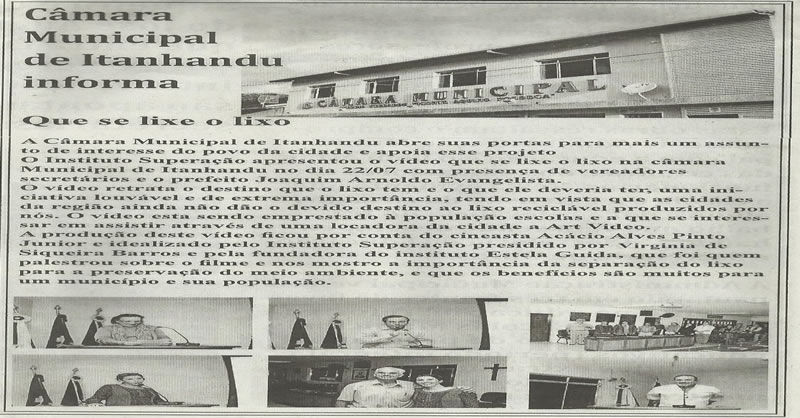 Câmara
Municipal
de Itanhandu
informa
CÂMARA MUNICIPAL
Que se lixe o lixo
A Câmara Municipal de Itanhandu abre suas portas para mais um assun-
to de interesse do povo da cidade e apoia esse projeto
O Instituto Superação apresentou o vídeo que se lixe o lixo na câmara
Municipal de Itanhandu no dia 22/07 com presença de vereadores
secretários e o prefeito Joaquim Arnoldo Evangelista.
O vídeo retrata o destino que o lixo tem e o que ele deveria ter, uma ini-
ciativa louvável e de extrema importância, tendo em vista que as cidades
da região ainda não dão o devido destino ao lixo reciclável produzidos por
nós. O vídeo esta sendo emprestado à população escolas e a que se interes-
sar em assistir através de uma locadora da cidade a Art Video.
A produção deste vídeo ficou por conta do cineasta Acácio Alves Pinto
Junior e idealizado pelo Instituto Superação presidido por Virginia de
Siqueira Barros e pela fundadora do instituto Estela Guida, que foi quem
palestrou sobre o filme e nos mostro a importância da separação do lixo
para a preservação do meio ambiente, e que os benefícios são muitos para
um município e sua população.